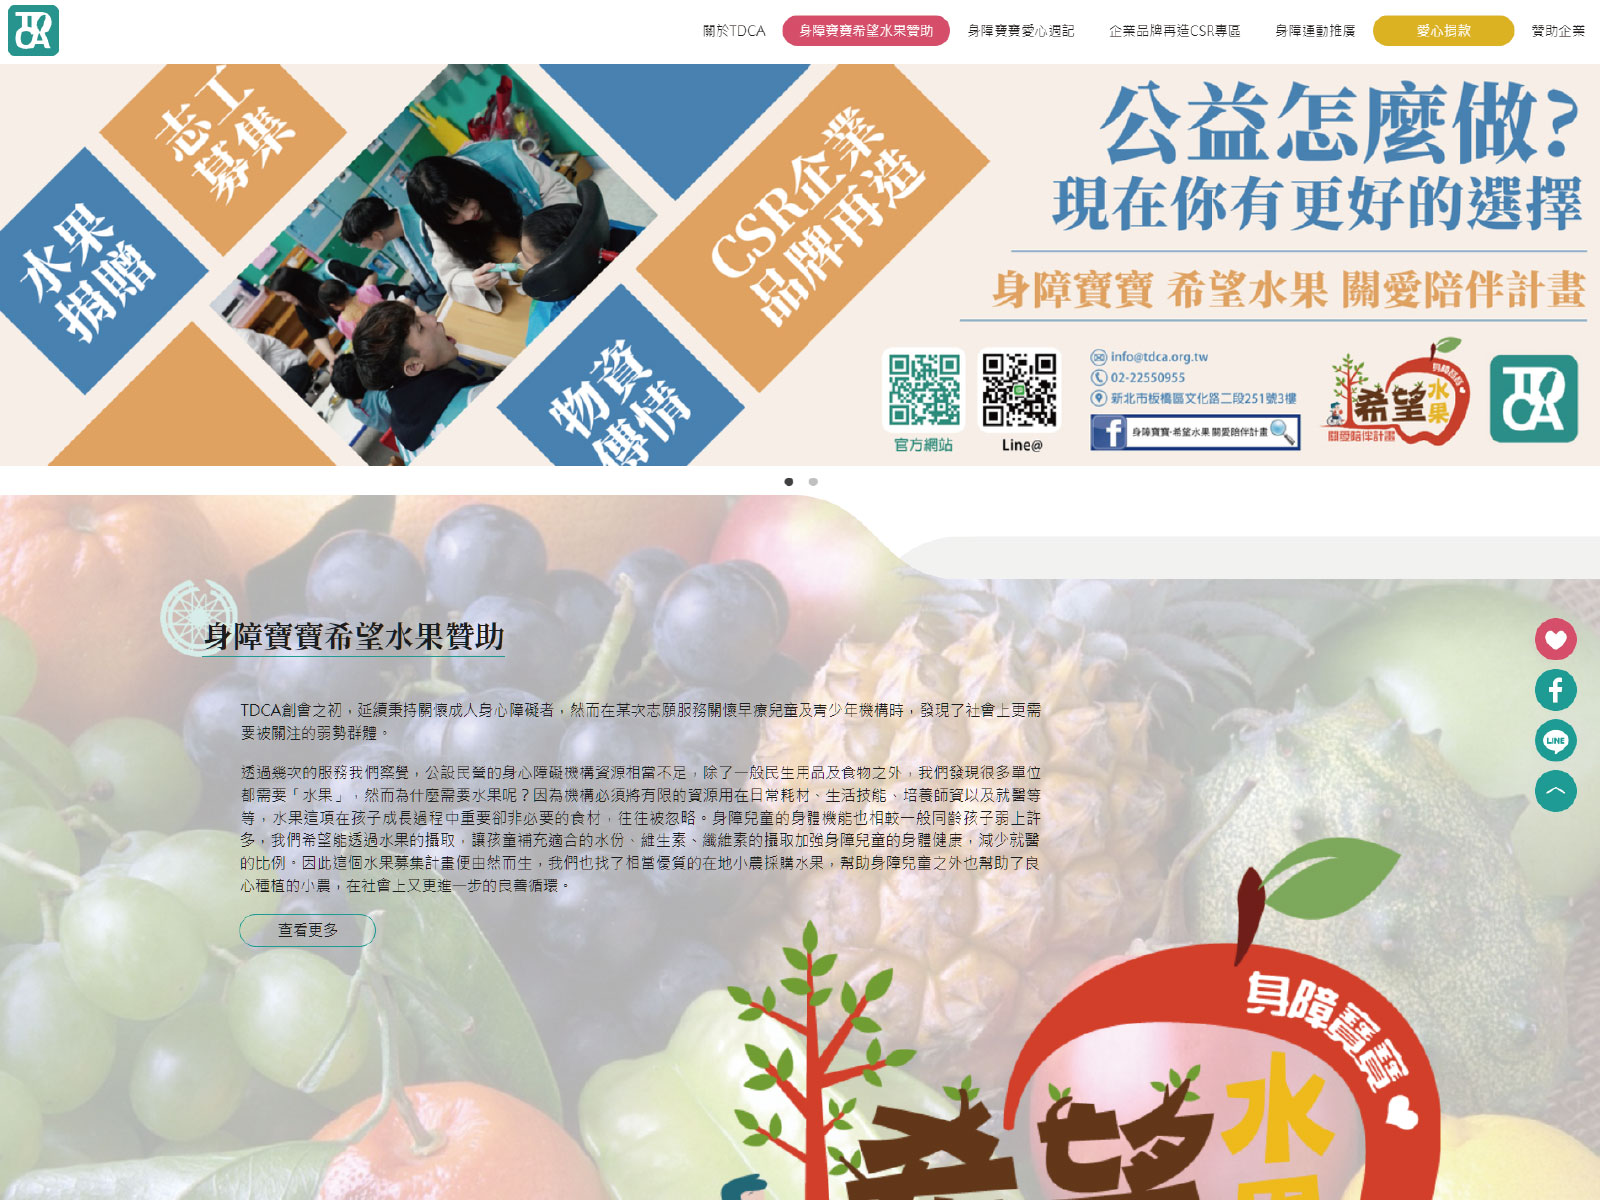 TDCA
關於TDCA
身障寶寶希望水果贊助
身障寶寶愛心週記
企業品牌再造CSR專區
身障運動推廣
愛心捐款
贊助企業
志工
募集
水果
捐贈
CSR企業
品牌再造
物資
傳情
公益怎麼做?
現在你有更好的選擇
身障寶寶 希望水果 關愛陪伴計畫
官方網站
Line@
info@tdca.org.tw
02-22550955
新北市板橋區文化路二段251號3樓
身障寶寶-希望水果 關愛陪伴計畫
身障寶寶
希望水果
關愛陪伴計畫
TDCA
身障寶寶希望水果贊助
TDCA創會之初，延續秉持關懷成人身心障礙者，然而在某次志願服務關懷早療兒童及青少年機構時，發現了社會上更需
要被關注的弱勢群體。
透過幾次的服務我們察覺，公設民營的身心障礙機構資源相當不足，除了一般民生用品及食物之外，我們發現很多單位
都需要「水果」，然而為什麼需要水果呢？因為機構必須將有限的資源用在日常耗材、生活技能、培養師資以及就醫等
等，水果這項在孩子成長過程中重要卻非必要的食材，往往被忽略。身障兒童的身體機能也相較一般同齡孩子弱上許
多，我們希望能透過水果的攝取，讓孩童補充適合的水份、維生素、纖維素的攝取加強身障兒童的身體健康，減少就醫
的比例。因此這個水果募集計畫便由然而生，我們也找了相當優質的在地小農採購水果，幫助身障兒童之外也幫助了良
心種植的小農，在社會上又更進一步的良善循環。
查看更多
LINE
身障寶寶
希望水